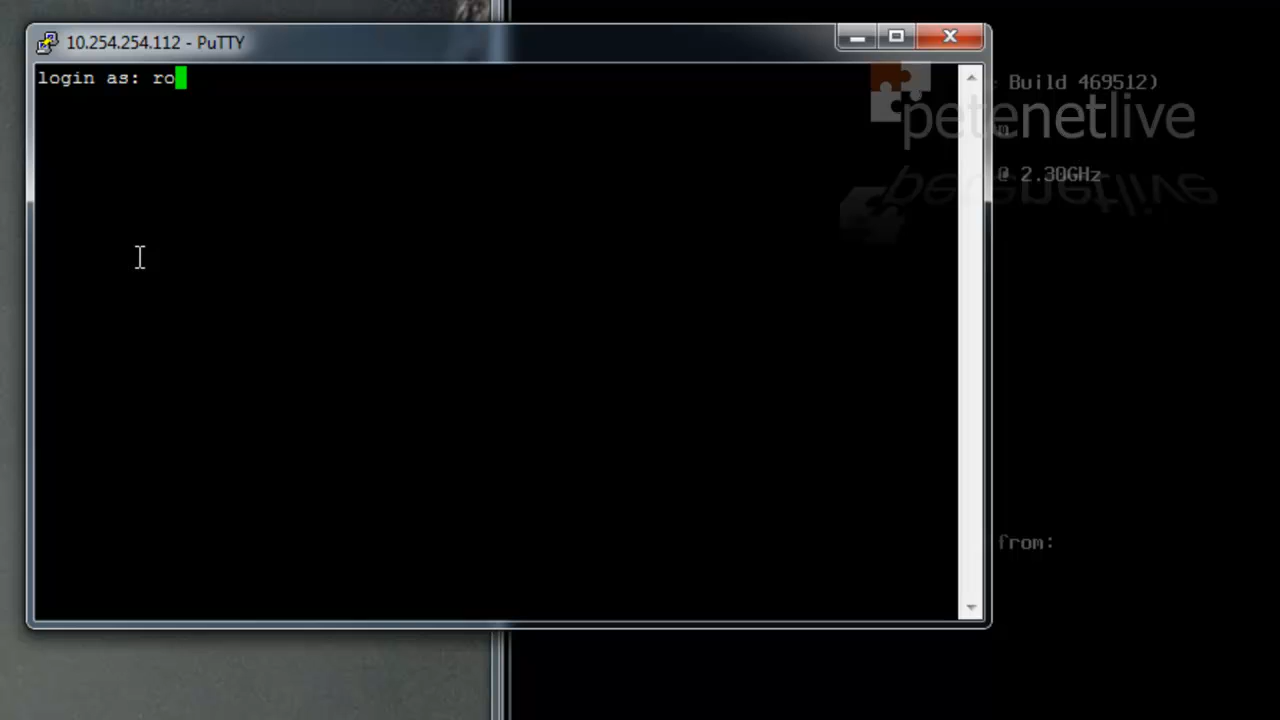 10.254.254.112 - PuTTY
login as: ro
Build 469512)
petenetlive
@ 2.30GHz
from: